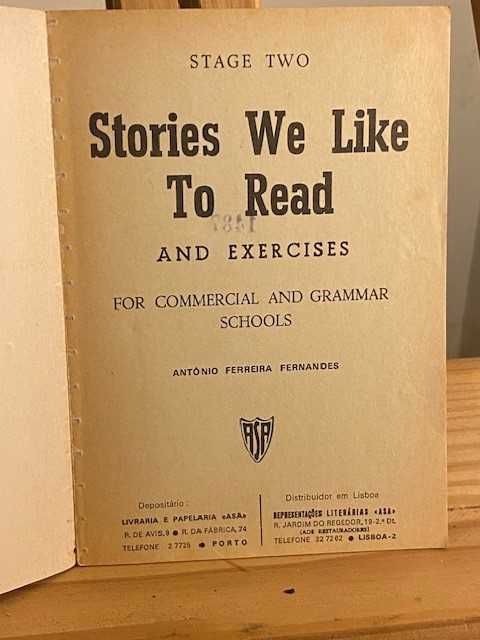 STAGE TWO
Stories We Like
To Read
AND EXERCISES
FOR COMMERCIAL AND GRAMMAR
SCHOOLS
ANTÓNIO FERREIRA FERNANDES
ASA
Depositário:
LIVRARIA E PAPELARIA «ASA»
R. DE AVIS, 9 ● R. DA FÁBRICA, 74
TELEFONE 2 7725 ● PORTO
Distribuidor em Lisboa
REPRESENTAÇÕES LITERÁRIAS «ASA»
R. JARDIM DO REGEDOR, 19-2.º Dt.
(AOS RESTAURADORES)
TELEFONE 32 72 62 ● LISBOA-2